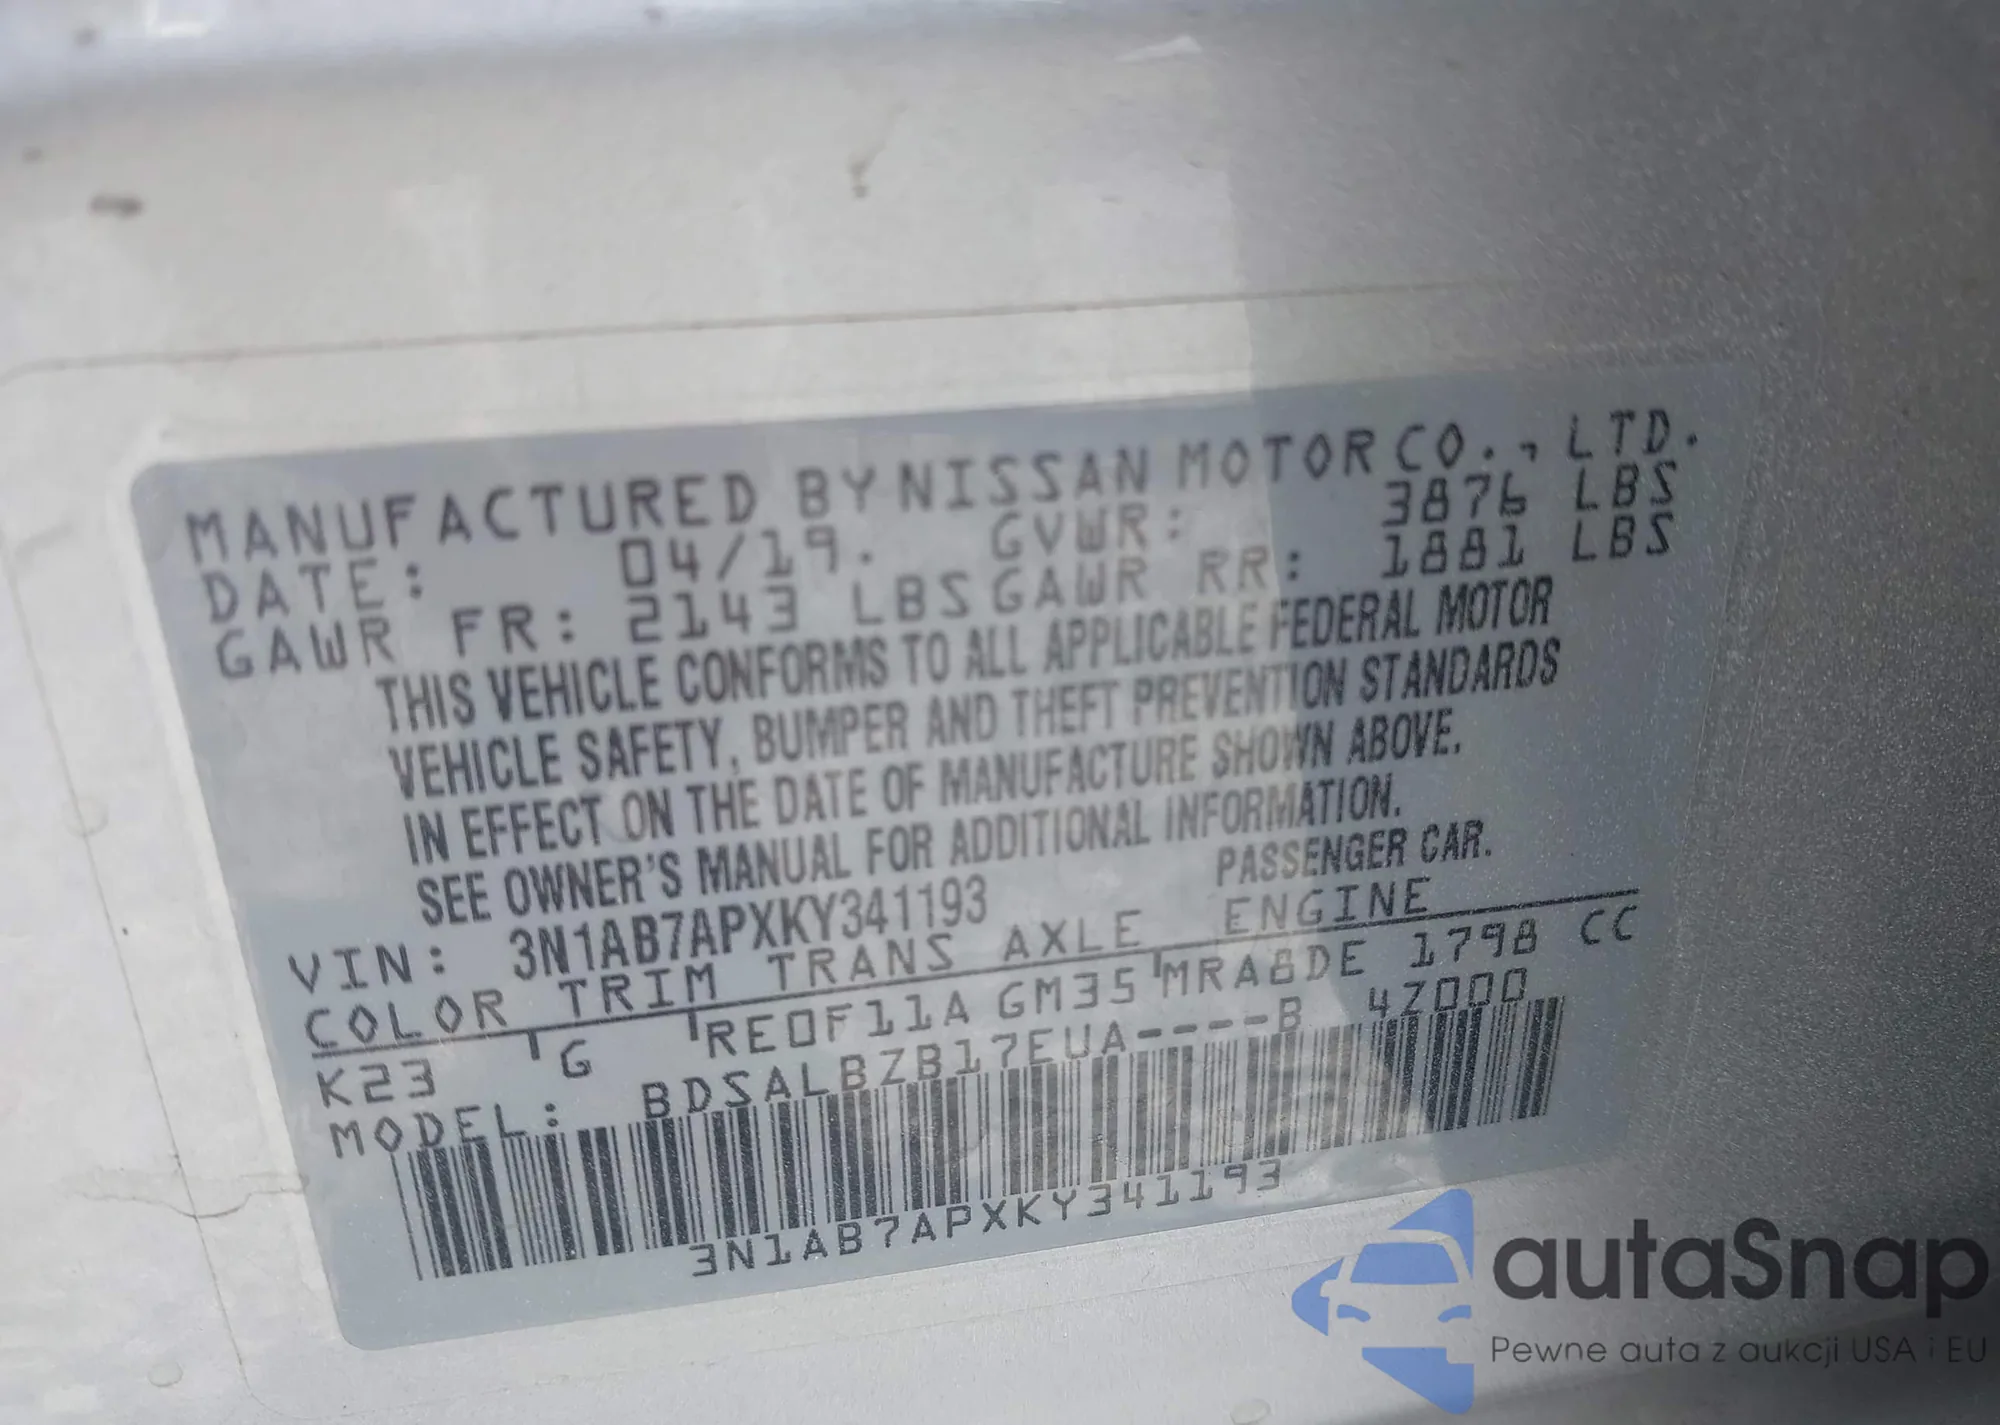 MANUFACTURED BY NISSAN MOTOR CO., LTD.
DATE: 04/19. GVWR: 3876 LBS
GAWR FR: 2143 LBS GAWR RR: 1881 LBS
THIS VEHICLE CONFORMS TO ALL APPLICABLE FEDERAL MOTOR
VEHICLE SAFETY, BUMPER AND THEFT PREVENTION STANDARDS
IN EFFECT ON THE DATE OF MANUFACTURE SHOWN ABOVE.
SEE OWNER'S MANUAL FOR ADDITIONAL INFORMATION.
VIN: 3N1AB7APXKY341193 PASSENGER CAR.
COLOR TRIM TRANS AXLE ENGINE
K23 G RE0F11A GM35 MRA8DE 1798 CC
MODEL: BDSALBZB17EUA----B 4Z000
3N1AB7APXKY341193
autaSnap
Pewne auta z aukcji USA i EU